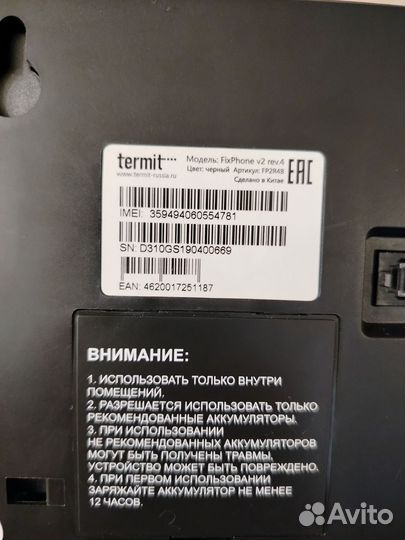 termit
Модель: FixPhone v2 rev.4
www.termit-russia.ru
Цвет: черный Артикул: FP2R4B
Сделано в Китае
EAC
IMEI: 359494060554781
SN: D310GS190400669
EAN: 4620017251187
ВНИМАНИЕ:
1. ИСПОЛЬЗОВАТЬ ТОЛЬКО ВНУТРИ
ПОМЕЩЕНИЙ.
2. РАЗРЕШАЕТСЯ ИСПОЛЬЗОВАТЬ ТОЛЬКО
РЕКОМЕНДОВАННЫЕ АККУМУЛЯТОРЫ.
3. ПРИ ИСПОЛЬЗОВАНИИ
НЕ РЕКОМЕНДОВАННЫХ АККУМУЛЯТОРОВ
МОГУТ БЫТЬ ПОЛУЧЕНЫ ТРАВМЫ,
УСТРОЙСТВО МОЖЕТ БЫТЬ ПОВРЕЖДЕНО.
4. ПРИ ПЕРВОМ ИСПОЛЬЗОВАНИИ
ЗАРЯЖАЙТЕ АККУМУЛЯТОР НЕ МЕНЕЕ
12 ЧАСОВ.
Avito